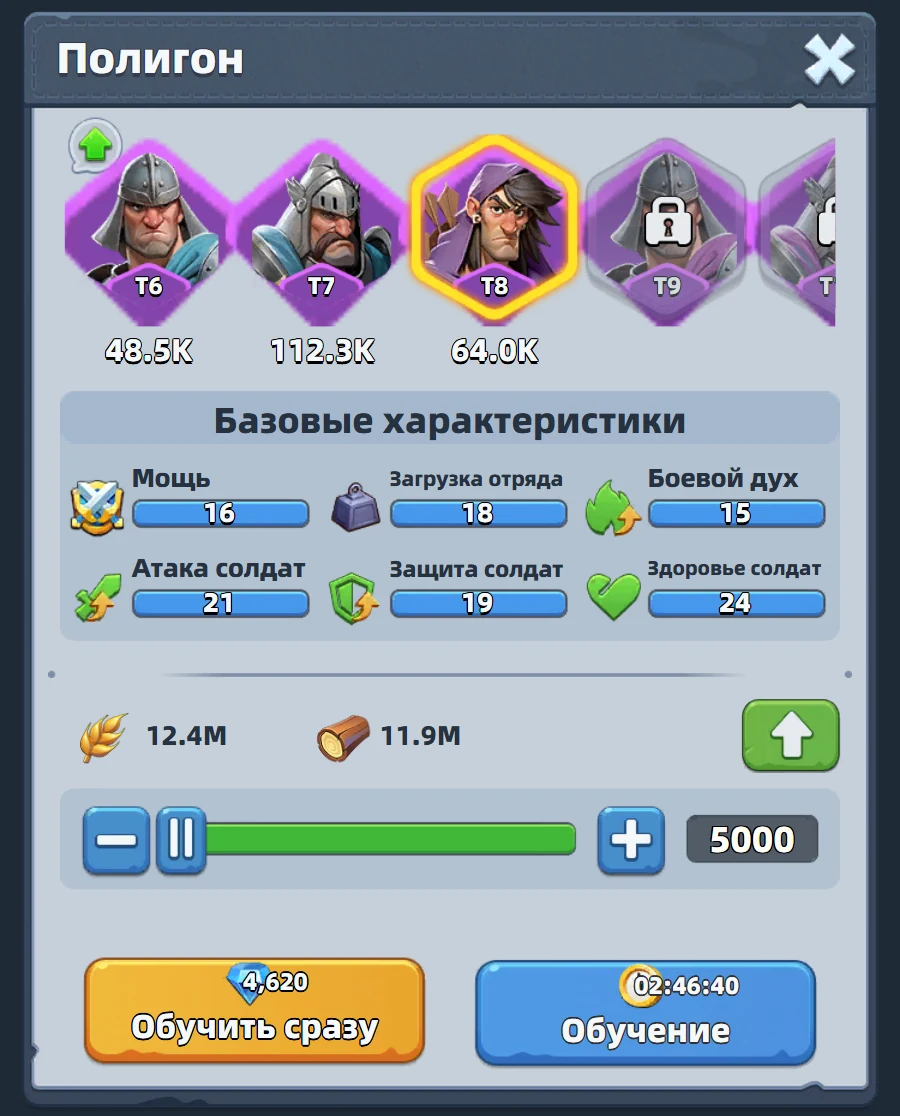 Полигон
T6 T7 T8 T9
48.5K 112.3K 64.0K
Базовые характеристики
Мощь Загрузка отряда Боевой дух
16 18 15
Атака солдат Защита солдат Здоровье солдат
21 19 24
12.4M 11.9M
5000
4,620 02:46:40
Обучить сразу Обучение